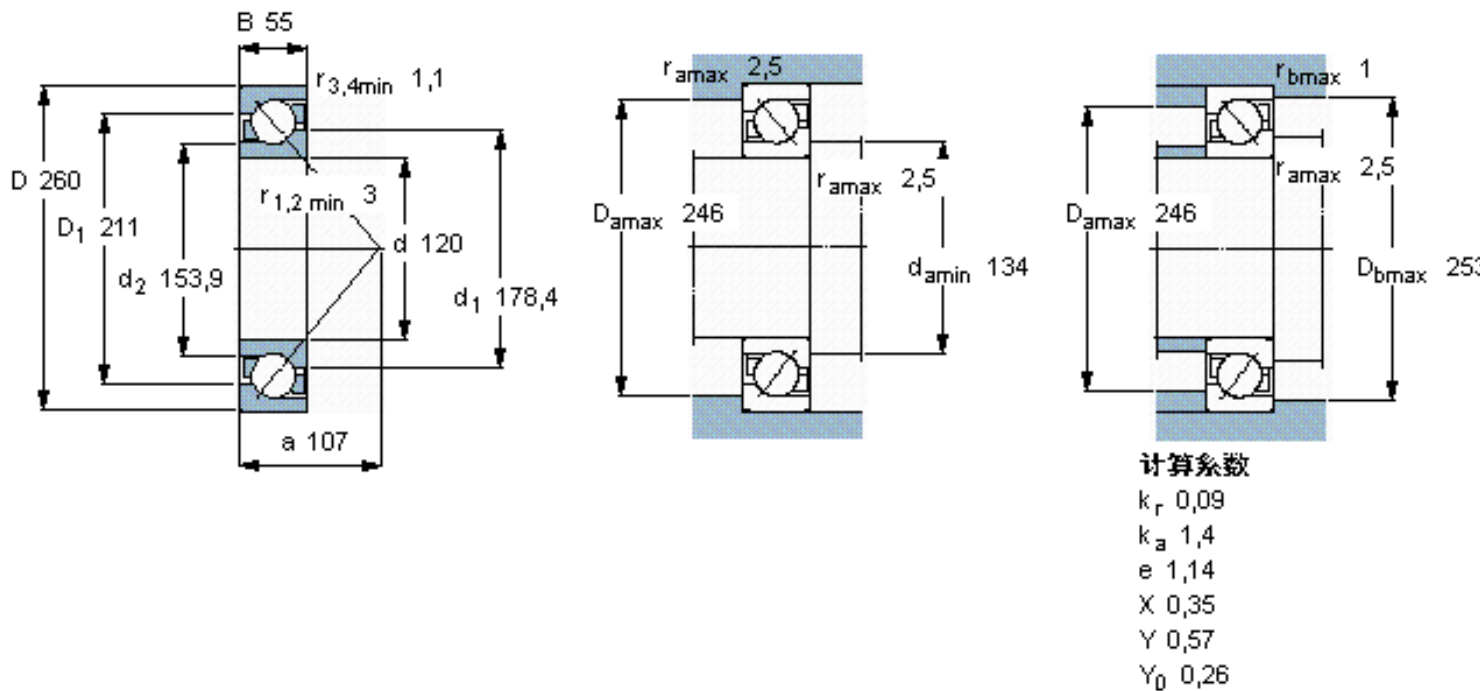 B 55
r3,4min 1,1
D 260
D1 211
r1,2 min 3
d 120
d2 153,9
d1 178,4
a 107
ramax 2,5
ramax 2,5
Damax 246
damin 134
rbmax 1
ramax 2,5
Damax 246
Dbmax 253
计算系数
kr 0,09
ka 1,4
e 1,14
X 0,35
Y 0,57
Y0 0,26